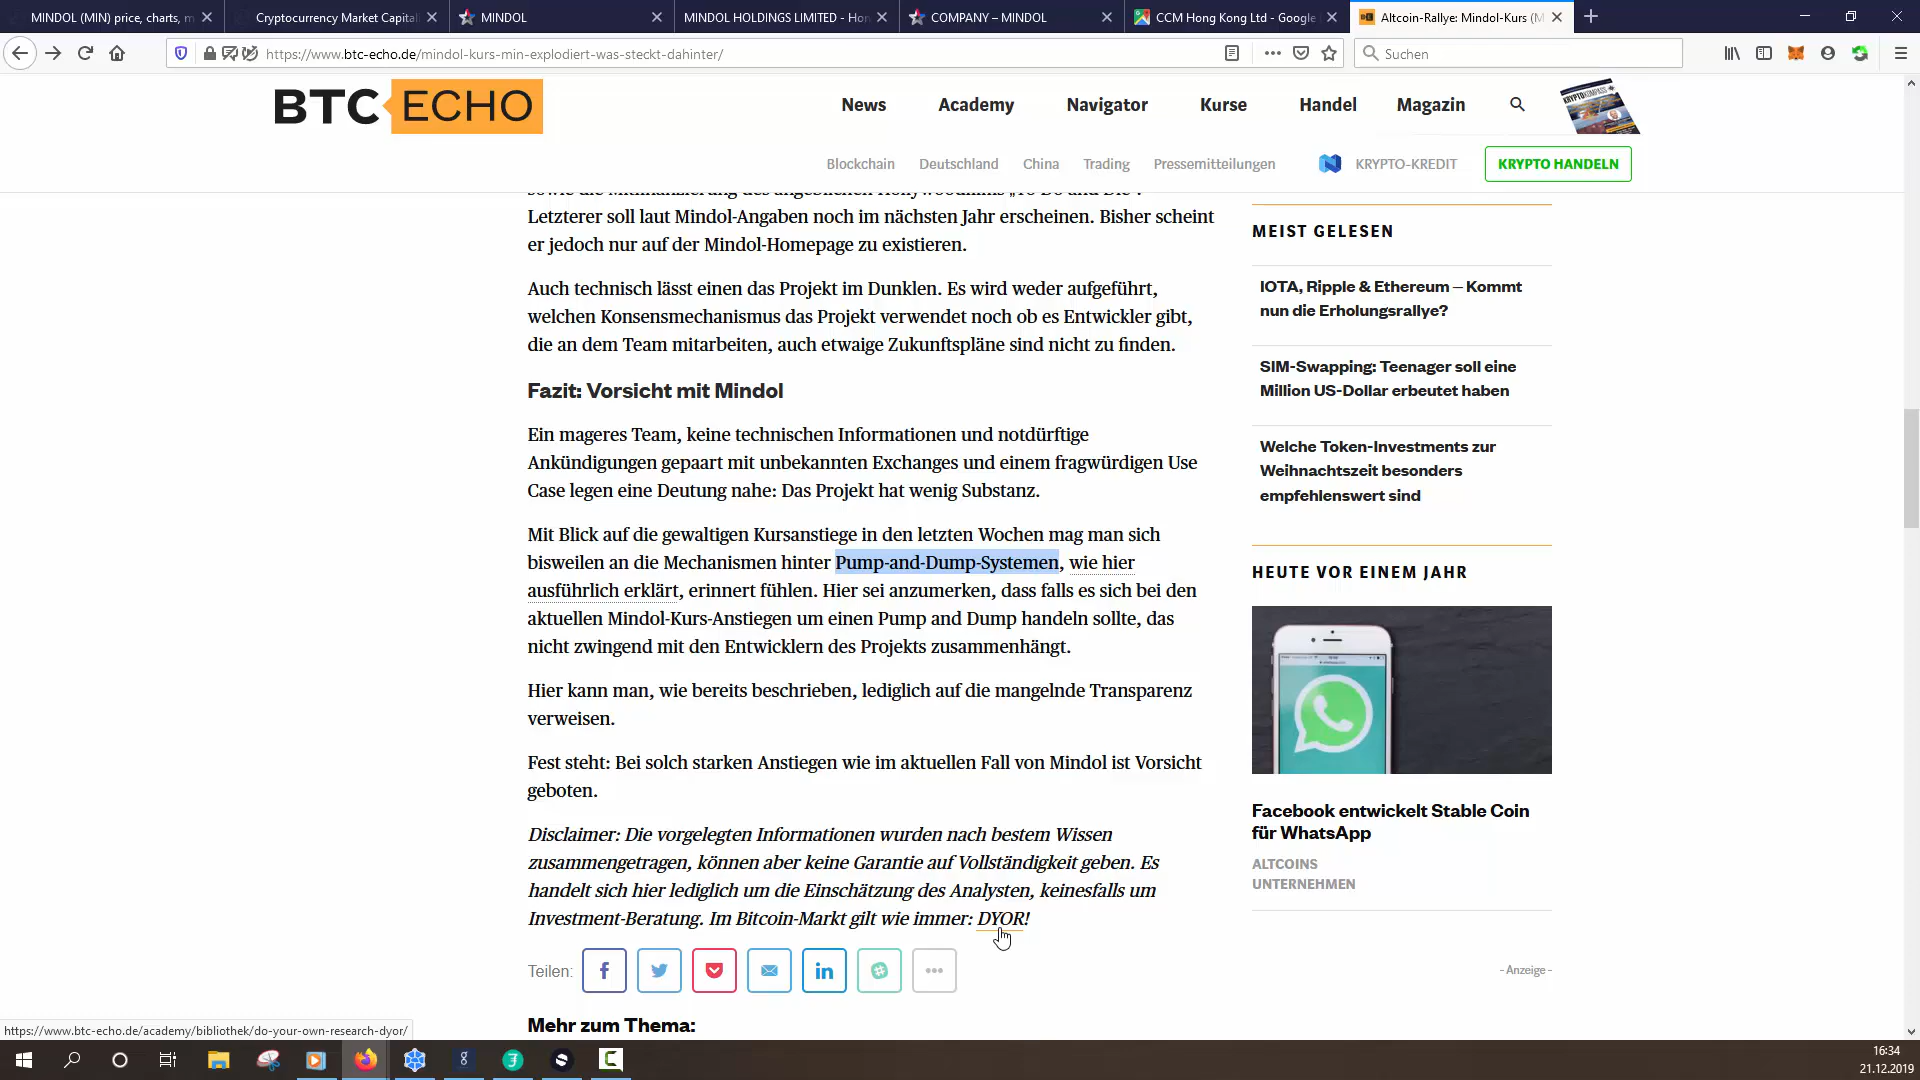 MINDOL (MIN) price, charts, m
Cryptocurrency Market Capital
MINDOL
MINDOL HOLDINGS LIMITED - Hon
COMPANY – MINDOL
CCM Hong Kong Ltd - Google
Altcoin-Rallye: Mindol-Kurs (M
https://www.btc-echo.de/mindol-kurs-min-explodiert-was-steckt-dahinter/
Suchen
BTC ECHO
News
Academy
Navigator
Kurse
Handel
Magazin
KRYPTOKOMPASS
Blockchain
Deutschland
China
Trading
Pressemitteilungen
KRYPTO-KREDIT
KRYPTO HANDELN
sowie die Mitfinanzierung des angeblichen Hollywoodfilms „To Do and Die“.
Letzterer soll laut Mindol-Angaben noch im nächsten Jahr erscheinen. Bisher scheint
er jedoch nur auf der Mindol-Homepage zu existieren.
Auch technisch lässt einen das Projekt im Dunklen. Es wird weder aufgeführt,
welchen Konsensmechanismus das Projekt verwendet noch ob es Entwickler gibt,
die an dem Team mitarbeiten, auch etwaige Zukunftspläne sind nicht zu finden.
Fazit: Vorsicht mit Mindol
Ein mageres Team, keine technischen Informationen und notdürftige
Ankündigungen gepaart mit unbekannten Exchanges und einem fragwürdigen Use
Case legen eine Deutung nahe: Das Projekt hat wenig Substanz.
Mit Blick auf die gewaltigen Kursanstiege in den letzten Wochen mag man sich
bisweilen an die Mechanismen hinter Pump-and-Dump-Systemen, wie hier
ausführlich erklärt, erinnert fühlen. Hier sei anzumerken, dass falls es sich bei den
aktuellen Mindol-Kurs-Anstiegen um einen Pump and Dump handeln sollte, das
nicht zwingend mit den Entwicklern des Projekts zusammenhängt.
Hier kann man, wie bereits beschrieben, lediglich auf die mangelnde Transparenz
verweisen.
Fest steht: Bei solch starken Anstiegen wie im aktuellen Fall von Mindol ist Vorsicht
geboten.
Disclaimer: Die vorgelegten Informationen wurden nach bestem Wissen
zusammengetragen, können aber keine Garantie auf Vollständigkeit geben. Es
handelt sich hier lediglich um die Einschätzung des Analysten, keinesfalls um
Investment-Beratung. Im Bitcoin-Markt gilt wie immer: DYOR!
Teilen:
Mehr zum Thema:
MEIST GELESEN
IOTA, Ripple & Ethereum – Kommt
nun die Erholungsrallye?
SIM-Swapping: Teenager soll eine
Million US-Dollar erbeutet haben
Welche Token-Investments zur
Weihnachtszeit besonders
empfehlenswert sind
HEUTE VOR EINEM JAHR
Facebook entwickelt Stable Coin
für WhatsApp
ALTCOINS
UNTERNEHMEN
- Anzeige -
https://www.btc-echo.de/academy/bibliothek/do-your-own-research-dyor/
16:34
21.12.2019